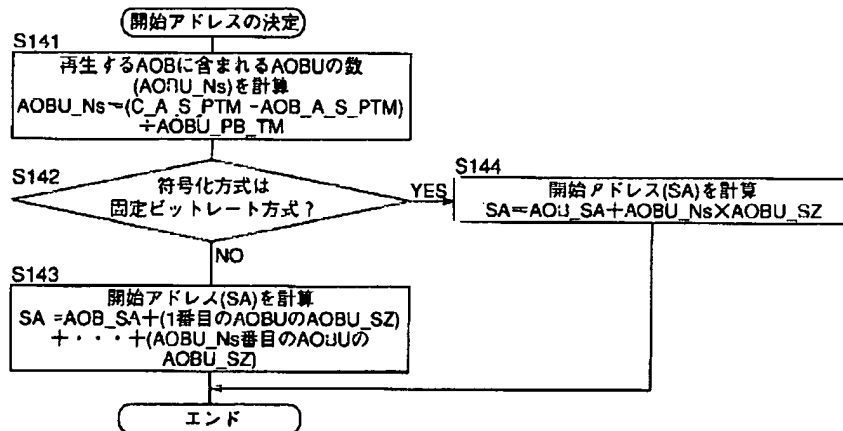 開始アドレスの決定
S141
再生するAOBに含まれるAOBUの数
(AOBU_Ns)を計算
AOBU_Ns=(C_A_S_PTM -AOB_A_S_PTM)
÷AOBU_PB_TM
S142
符号化方式は
固定ビットレート方式?
YES
NO
S144
開始アドレス(SA)を計算
SA=AOB_SA+AOBU_Ns×AOBU_SZ
S143
開始アドレス(SA)を計算
SA =AOB_SA+(1番目のAOBUのAOBU_SZ)
+・・・+(AOBU_Ns番目のAOBUの
AOBU_SZ)
エンド